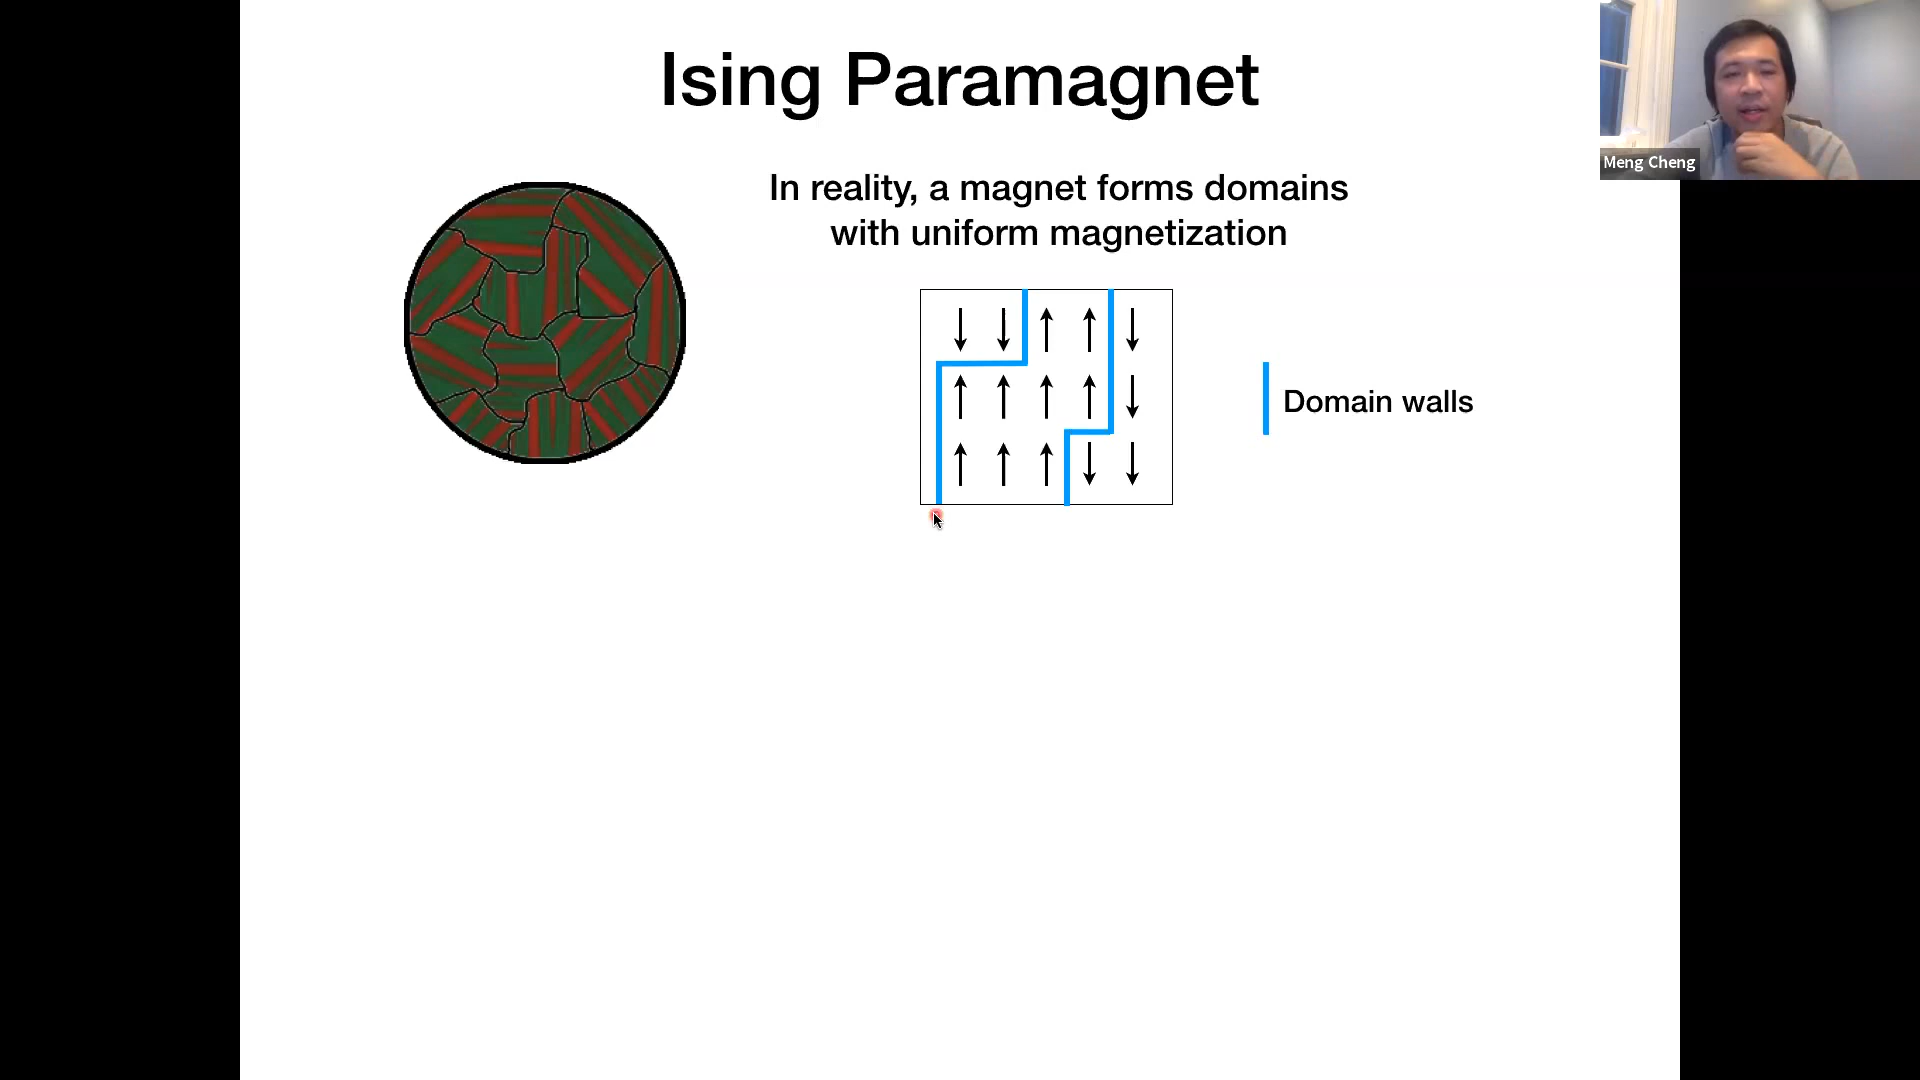 Ising Paramagnet
In reality, a magnet forms domains
with uniform magnetization
Domain walls
Meng Cheng